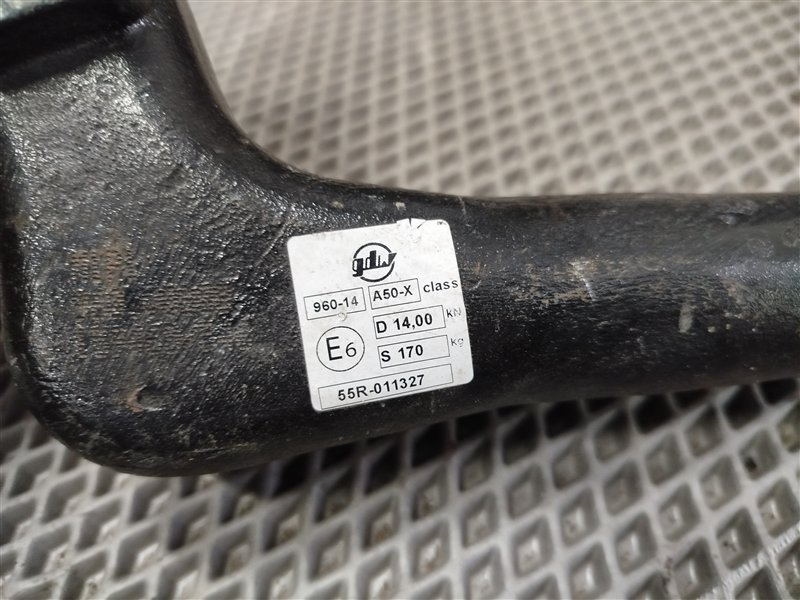 gdw
960-14 A50-X class
E6 D 14,00 kN
S 170 kg
55R-011327